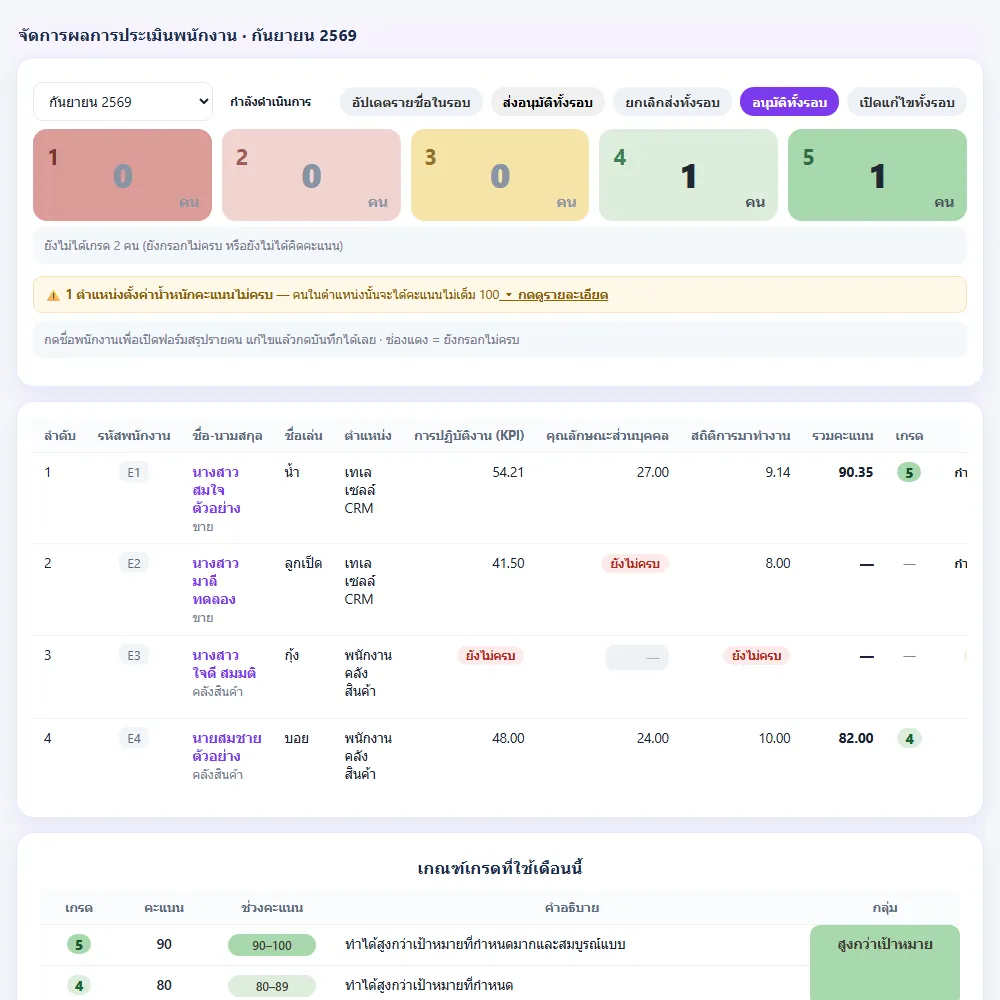 จัดการผลการประเมินพนักงาน · กันยายน 2569
กันยายน 2569 กำลังดำเนินการ อัปเดตรายชื่อในรอบ ส่งอนุมัติทั้งรอบ ยกเลิกส่งทั้งรอบ อนุมัติทั้งรอบ เปิดแก้ไขทั้งรอบ
1 0 คน
2 0 คน
3 0 คน
4 1 คน
5 1 คน
ยังไม่ได้เกรด 2 คน (ยังกรอกไม่ครบ หรือยังไม่ได้คิดคะแนน)
⚠ 1 ตำแหน่งตั้งค่าน้ำหนักคะแนนไม่ครบ — คนในตำแหน่งนั้นจะได้คะแนนไม่เต็ม 100 ▾ กดดูรายละเอียด
กดชื่อพนักงานเพื่อเปิดฟอร์มสรุปรายคน แก้ไขแล้วกดบันทึกได้เลย · ช่องแดง = ยังกรอกไม่ครบ
ลำดับ รหัสพนักงาน ชื่อ-นามสกุล ชื่อเล่น ตำแหน่ง การปฏิบัติงาน (KPI) คุณลักษณะส่วนบุคคล สถิติการมาทำงาน รวมคะแนน เกรด
1 E1 นางสาว น้ำ เทเล 54.21 27.00 9.14 90.35 5 กำ
สมใจ เซลล์
ตัวอย่าง CRM
ขาย
2 E2 นางสาว ลูกเป็ด เทเล 41.50 ยังไม่ครบ 8.00 — — กำ
มาลี เซลล์
ทดลอง CRM
ขาย
3 E3 นางสาว กุ้ง พนักงาน ยังไม่ครบ — ยังไม่ครบ — —
ใจดี สมมติ คลัง
คลังสินค้า สินค้า
4 E4 นายสมชาย บอย พนักงาน 48.00 24.00 10.00 82.00 4
ตัวอย่าง คลัง
คลังสินค้า สินค้า
เกณฑ์เกรดที่ใช้เดือนนี้
เกรด คะแนน ช่วงคะแนน คำอธิบาย กลุ่ม
5 90 90–100 ทำได้สูงกว่าเป้าหมายที่กำหนดมากและสมบูรณ์แบบ สูงกว่าเป้าหมาย
4 80 80–89 ทำได้สูงกว่าเป้าหมายที่กำหนด